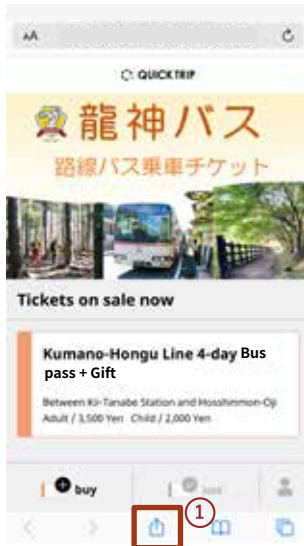 AA
QUICK TRIP
龍神バス
路線バス乗車チケット
Tickets on sale now
Kumano-Hongu Line 4-day Bus
pass + Gift
Between Kii-Tanabe Station and Hosshinmon-Oji
Adult / 3,500 Yen Child / 2,000 Yen
buy
1